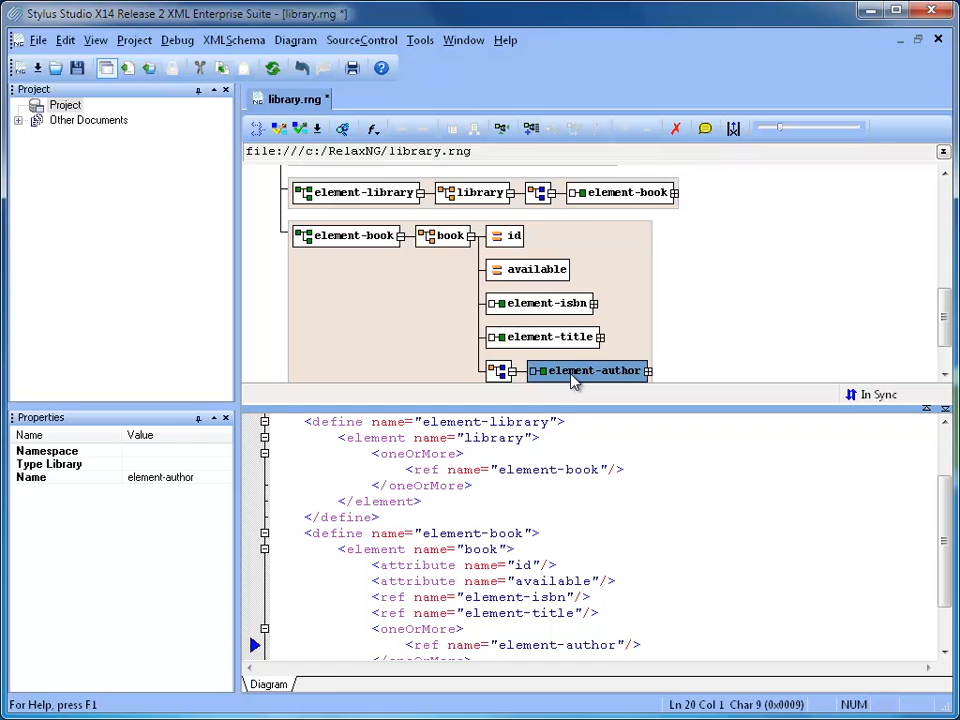 Stylus Studio X14 Release 2 XML Enterprise Suite - [library.rng *]
File Edit View Project Debug XMLSchema Diagram SourceControl Tools Window Help
Project
library.rng *
Project
Other Documents
file:///c:/RelaxNG/library.rng
element-library library element-book
element-book book id
available
element-isbn
element-title
element-author
In Sync
Properties
Name Value
Namespace
Type Library
Name element-author
<define name="element-library">
<element name="library">
<oneOrMore>
<ref name="element-book"/>
</oneOrMore>
</element>
</define>
<define name="element-book">
<element name="book">
<attribute name="id"/>
<attribute name="available"/>
<ref name="element-isbn"/>
<ref name="element-title"/>
<oneOrMore>
<ref name="element-author"/>
</oneOrMore>
Diagram
For Help, press F1
Ln 20 Col 1 Char 9 (0x0009) NUM